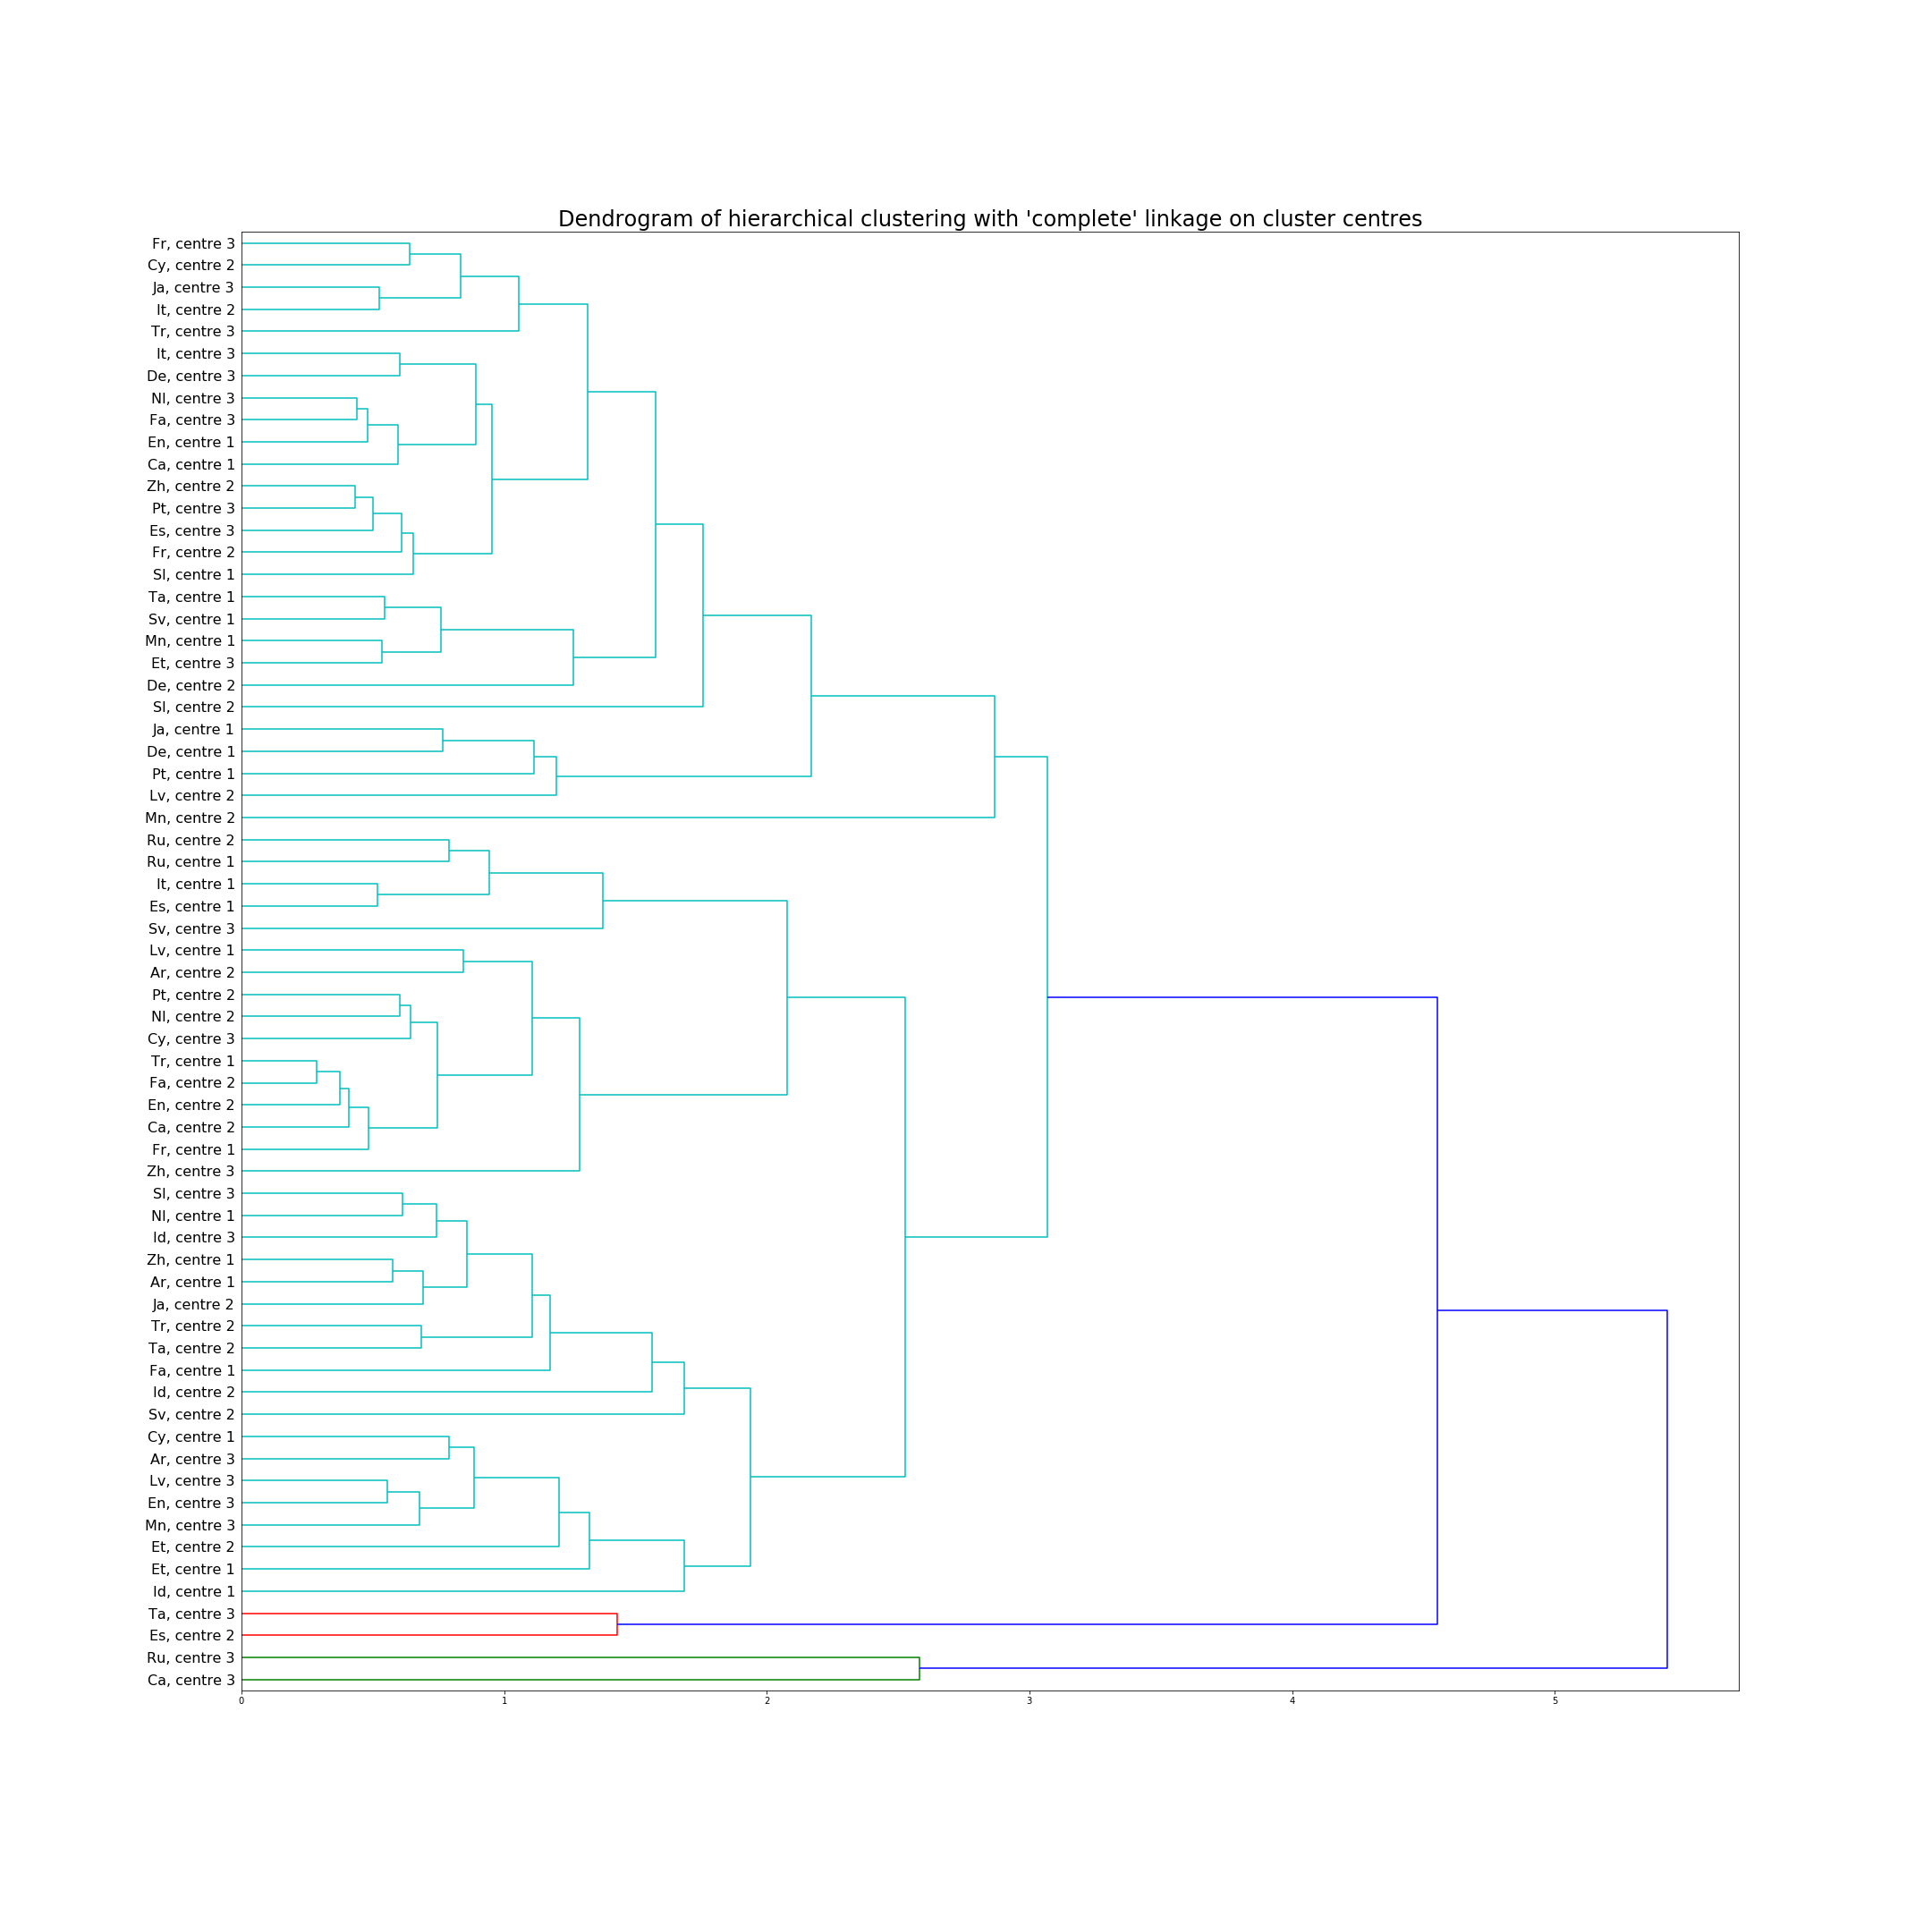 Dendrogram of hierarchical clustering with 'complete' linkage on cluster centres
Fr, centre 3
Cy, centre 2
Ja, centre 3
It, centre 2
Tr, centre 3
It, centre 3
De, centre 3
Nl, centre 3
Fa, centre 3
En, centre 1
Ca, centre 1
Zh, centre 2
Pt, centre 3
Es, centre 3
Fr, centre 2
Sl, centre 1
Ta, centre 1
Sv, centre 1
Mn, centre 1
Et, centre 3
De, centre 2
Sl, centre 2
Ja, centre 1
De, centre 1
Pt, centre 1
Lv, centre 2
Mn, centre 2
Ru, centre 2
Ru, centre 1
It, centre 1
Es, centre 1
Sv, centre 3
Lv, centre 1
Ar, centre 2
Pt, centre 2
Nl, centre 2
Cy, centre 3
Tr, centre 1
Fa, centre 2
En, centre 2
Ca, centre 2
Fr, centre 1
Zh, centre 3
Sl, centre 3
Nl, centre 1
Id, centre 3
Zh, centre 1
Ar, centre 1
Ja, centre 2
Tr, centre 2
Ta, centre 2
Fa, centre 1
Id, centre 2
Sv, centre 2
Cy, centre 1
Ar, centre 3
Lv, centre 3
En, centre 3
Mn, centre 3
Et, centre 2
Et, centre 1
Id, centre 1
Ta, centre 3
Es, centre 2
Ru, centre 3
Ca, centre 3
0 1 2 3 4 5